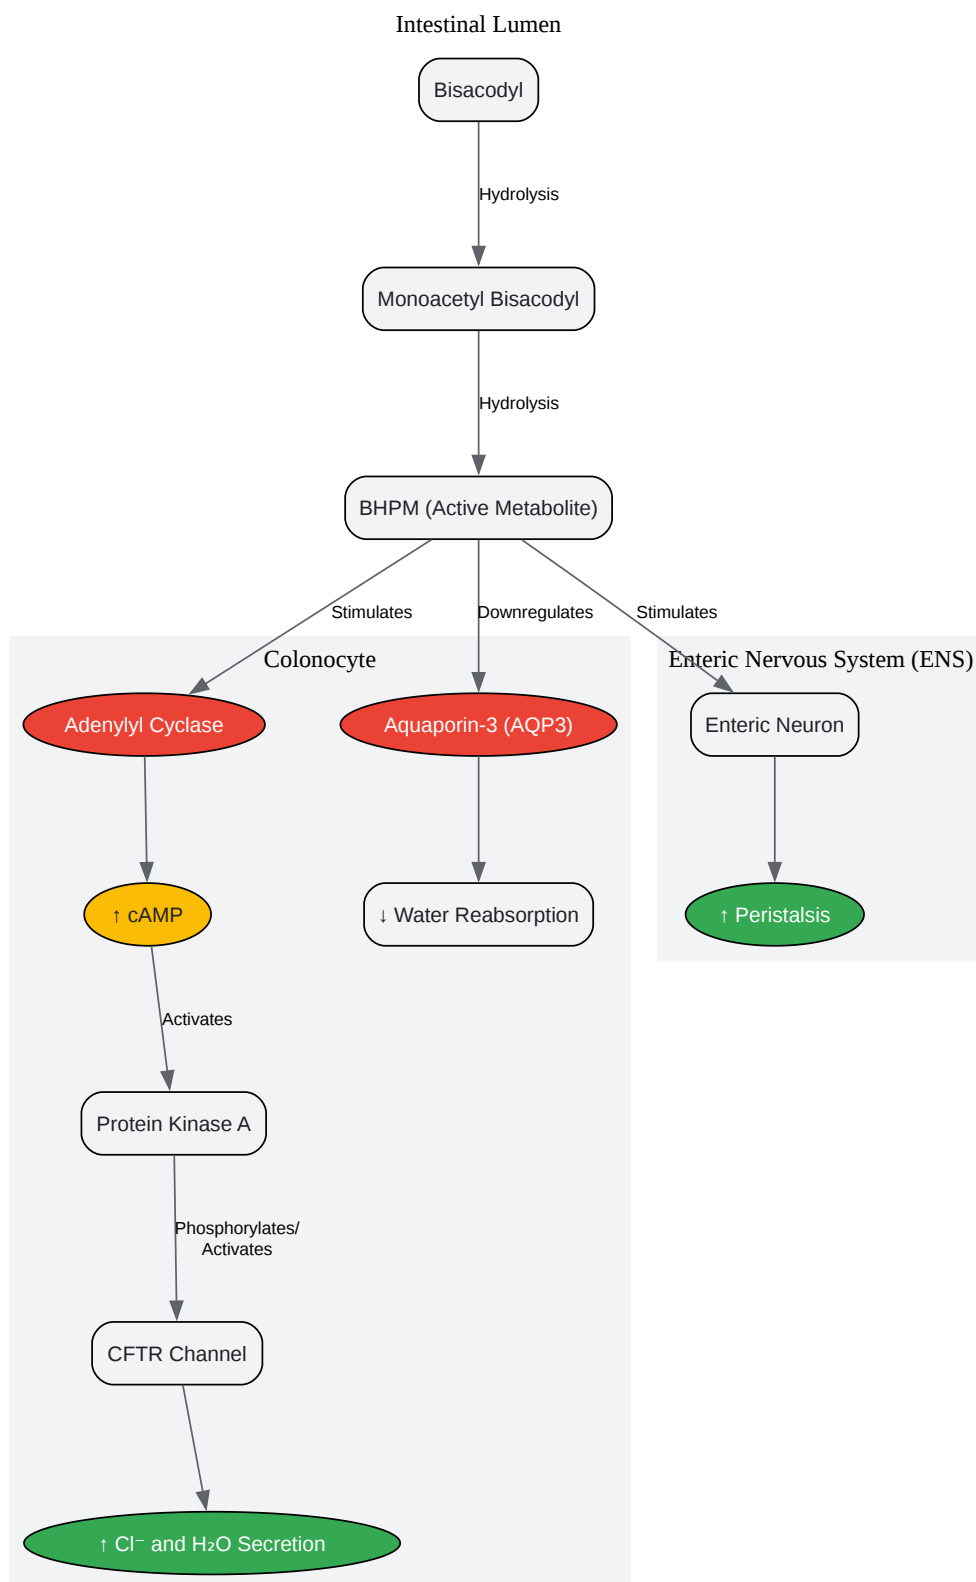 Intestinal Lumen
Bisacodyl
Hydrolysis
Monoacetyl Bisacodyl
Hydrolysis
BHPM (Active Metabolite)
Stimulates
Downregulates
Stimulates
Colonocyte
Enteric Nervous System (ENS)
Adenylyl Cyclase
Aquaporin-3 (AQP3)
Enteric Neuron
↑ cAMP
↓ Water Reabsorption
↑ Peristalsis
Activates
Protein Kinase A
Phosphorylates/
Activates
CFTR Channel
↑ Cl⁻ and H₂O Secretion